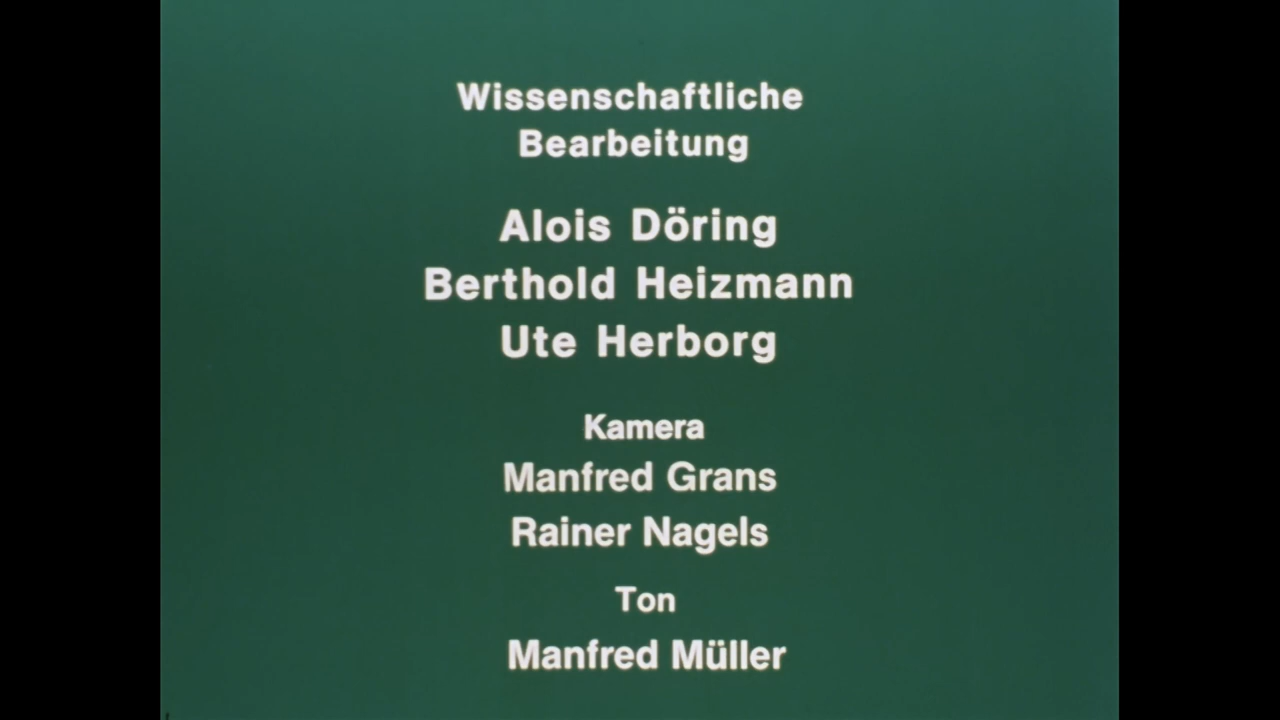 Wissenschaftliche
Bearbeitung
Alois Döring
Berthold Heizmann
Ute Herborg
Kamera
Manfred Grans
Rainer Nagels
Ton
Manfred Müller